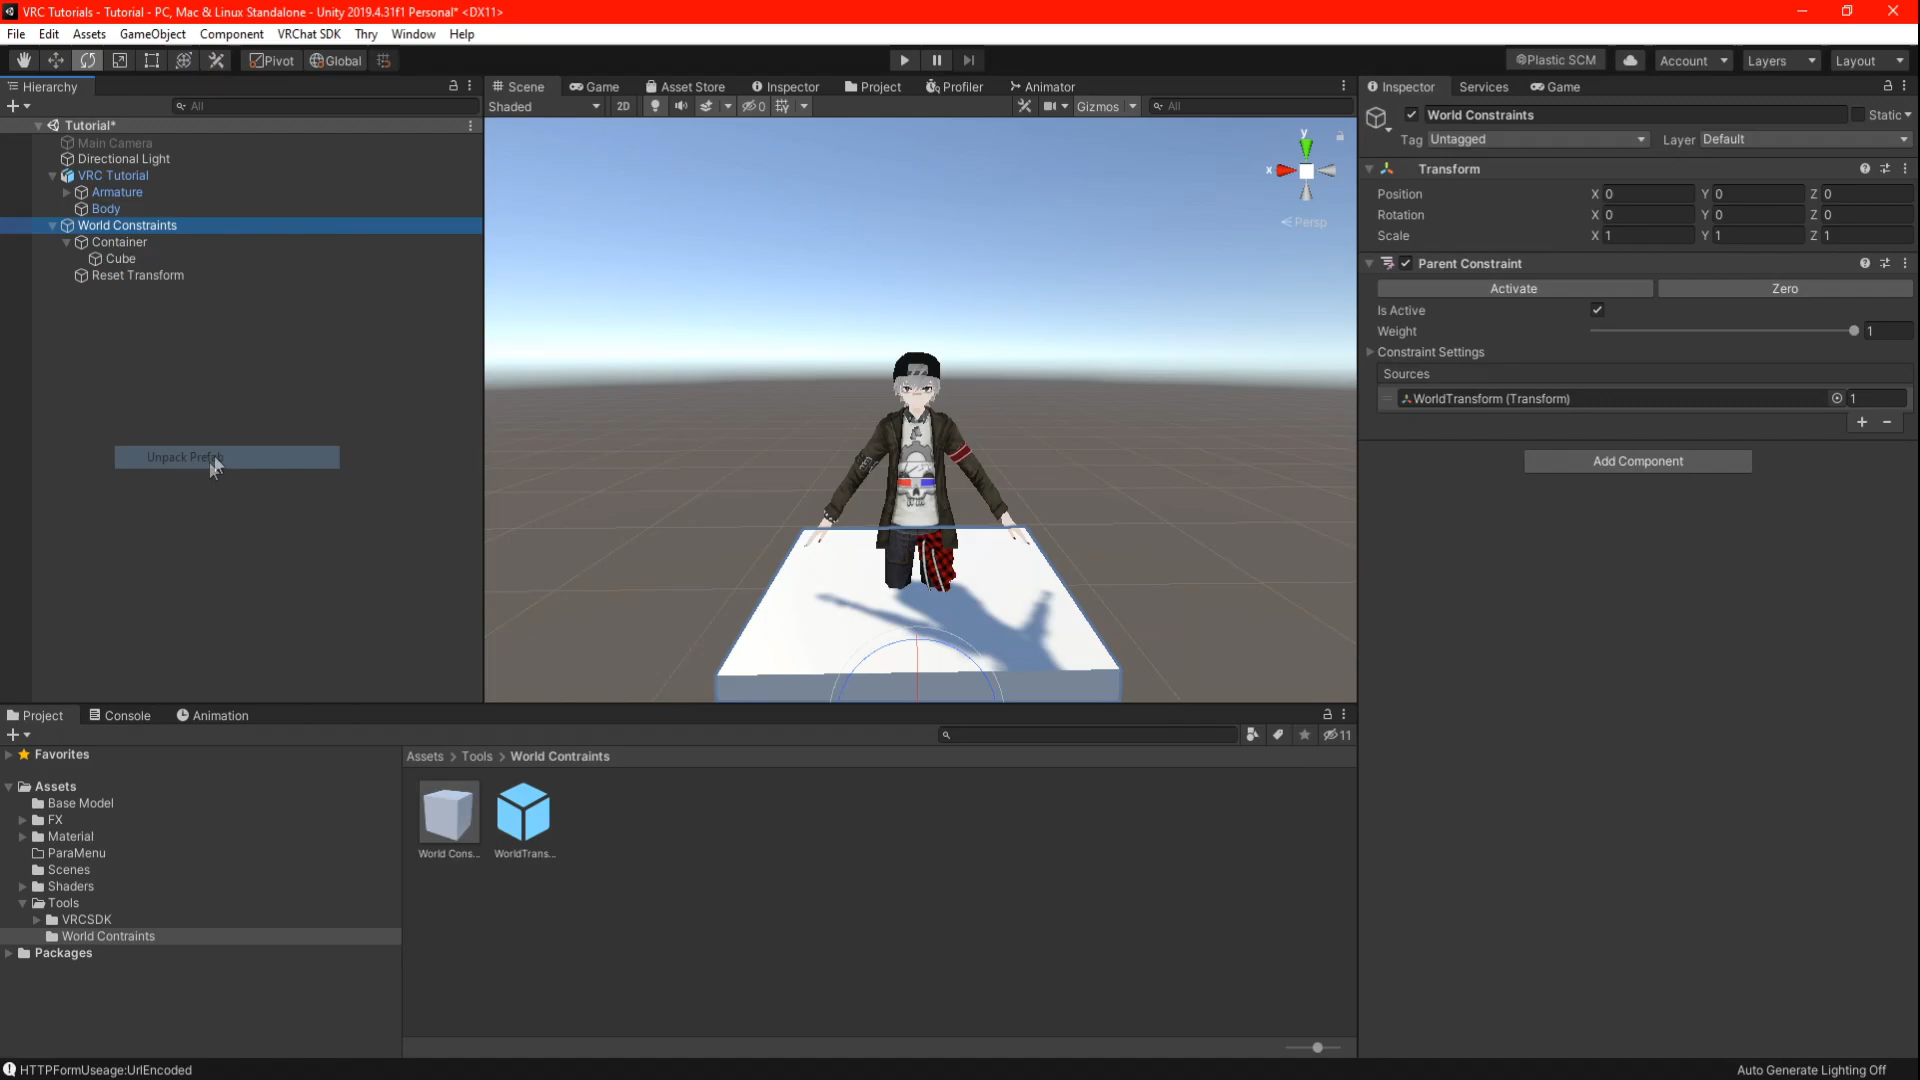 VRC Tutorials - Tutorial - PC, Mac & Linux Standalone - Unity 2019.4.31f1 Personal* <DX11>
File Edit Assets GameObject Component VRChat SDK Thry Window Help
Pivot Global Plastic SCM Account Layers Layout
Hierarchy
All
Tutorial*
Main Camera
Directional Light
VRC Tutorial
Armature
Body
World Constraints
Container
Cube
Reset Transform
Unpack Prefab
Scene Game Asset Store Inspector Project Profiler Animator
Shaded 2D 0 Gizmos All
y
x
Persp
Inspector Services Game
World Constraints Static
Tag Untagged Layer Default
Transform
Position X 0 Y 0 Z 0
Rotation X 0 Y 0 Z 0
Scale X 1 Y 1 Z 1
Parent Constraint
Activate Zero
Is Active
Weight 1
Constraint Settings
Sources
WorldTransform (Transform) 1
Add Component
Project Console Animation
11
Favorites
Assets
Base Model
FX
Material
ParaMenu
Scenes
Shaders
Tools
VRCSDK
World Contraints
Packages
Assets > Tools > World Contraints
World Cons... WorldTrans...
HTTPFormUseage:UrlEncoded
Auto Generate Lighting Off